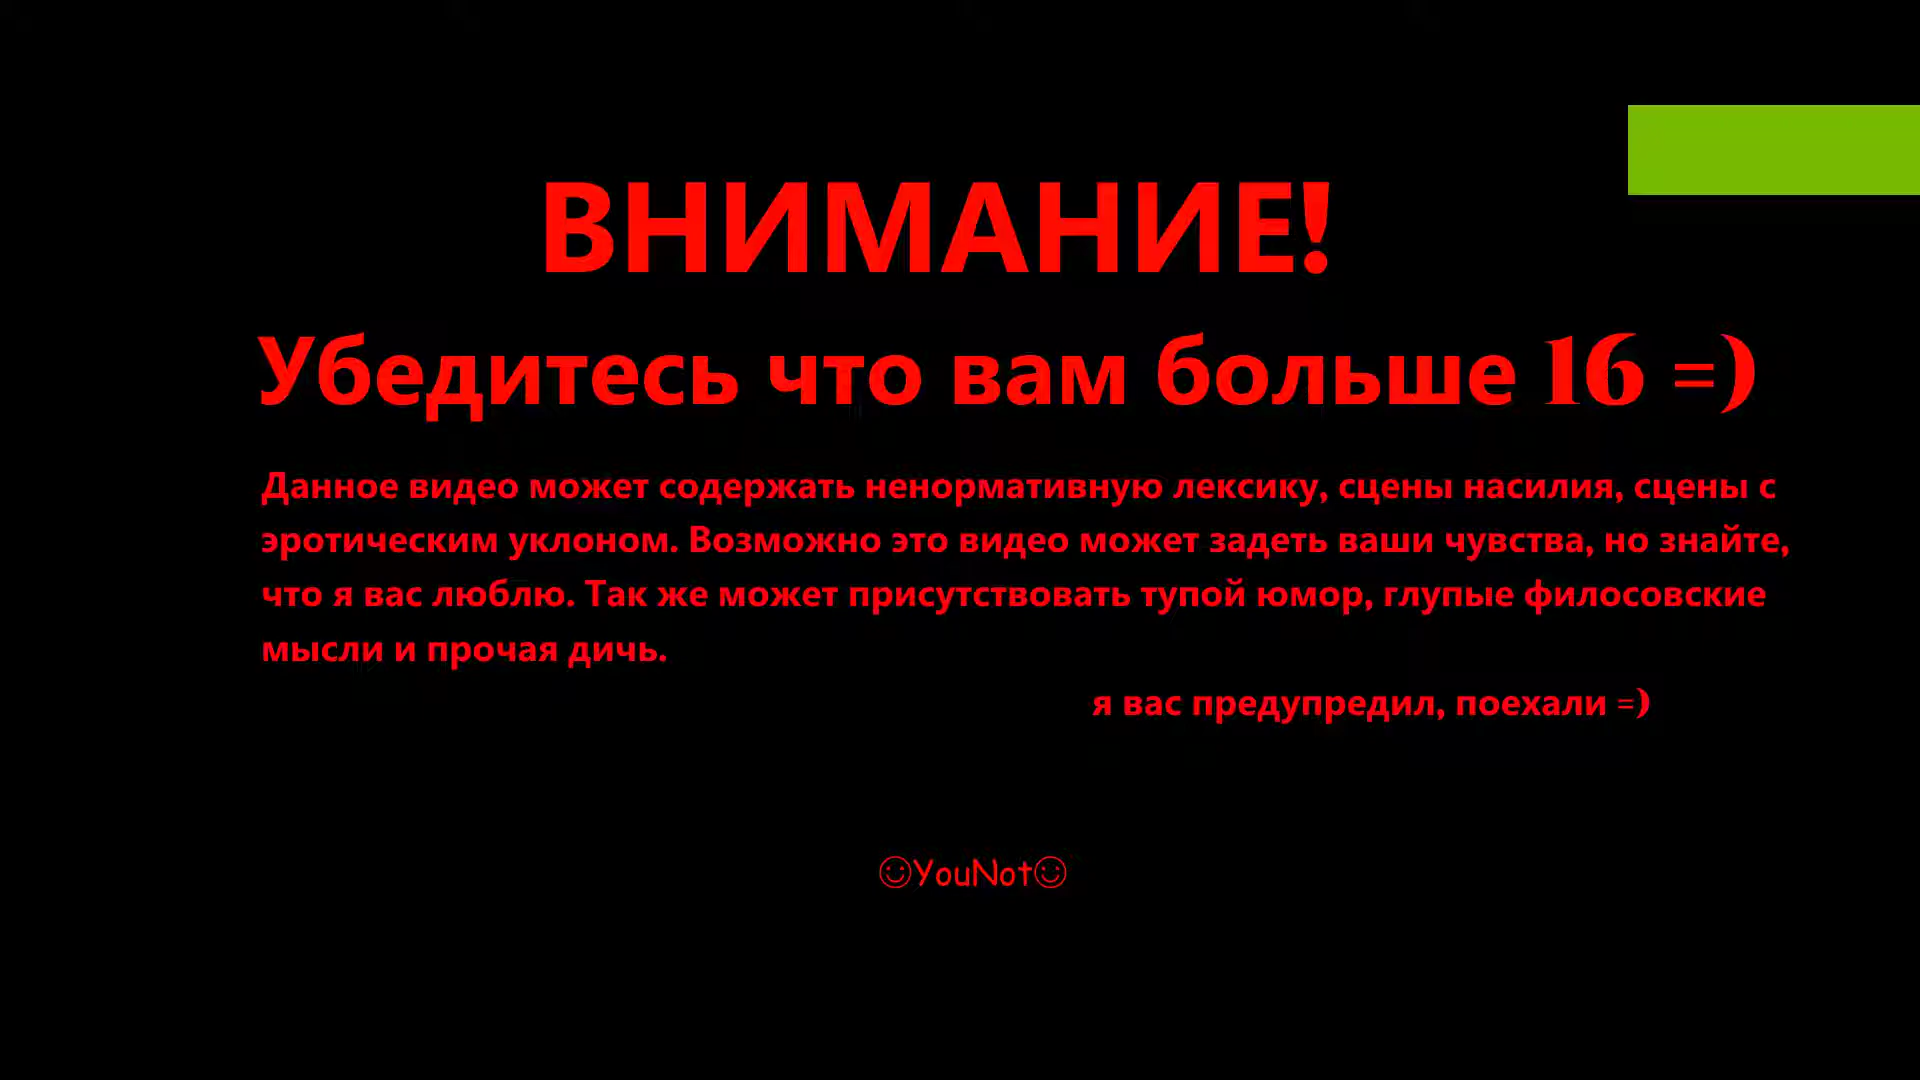 ВНИМАНИЕ!
Убедитесь что вам больше 16 =)
Данное видео может содержать ненормативную лексику, сцены насилия, сцены с
эротическим уклоном. Возможно это видео может задеть ваши чувства, но знайте,
что я вас люблю. Так же может присутствовать тупой юмор, глупые филосовские
мысли и прочая дичь.
я вас предупредил, поехали =)
☺YouNot☺